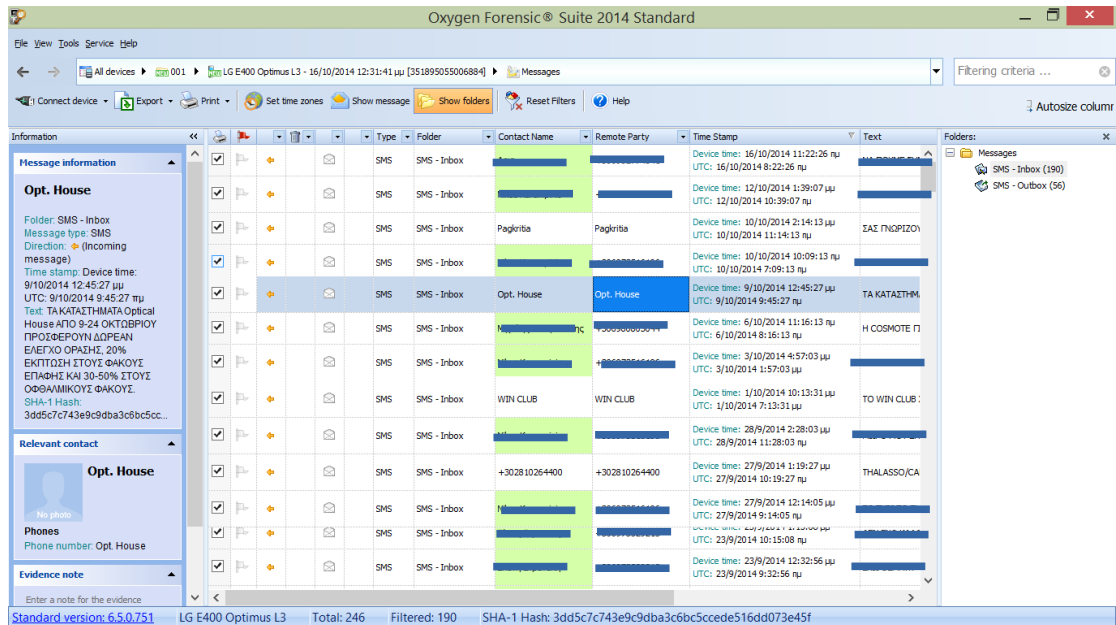 Oxygen Forensic® Suite 2014 Standard
File View Tools Service Help
All devices 001 LG E400 Optimus L3 - 16/10/2014 12:31:41 μμ [351895055006884] Messages
Filtering criteria ...
Connect device Export Print Set time zones Show message Show folders Reset Filters Help
Autosize column
Information
Message information
Opt. House
Folder: SMS - Inbox
Message type: SMS
Direction: (Incoming
message)
Time stamp: Device time:
9/10/2014 12:45:27 μμ
UTC: 9/10/2014 9:45:27 πμ
Text: ΤΑ ΚΑΤΑΣΤΗΜΑΤΑ Optical
House ΑΠΟ 9-24 ΟΚΤΩΒΡΙΟΥ
ΠΡΟΣΦΕΡΟΥΝ ΔΩΡΕΑΝ
ΕΛΕΓΧΟ ΟΡΑΣΗΣ, 20%
ΕΚΠΤΩΣΗ ΣΤΟΥΣ ΦΑΚΟΥΣ
ΕΠΑΦΗΣ ΚΑΙ 30-50% ΣΤΟΥΣ
ΟΦΘΑΛΜΙΚΟΥΣ ΦΑΚΟΥΣ.
SHA-1 Hash:
3dd5c7c743e9c9dba3c6bc5cc...
Relevant contact
Opt. House
No photo
Phones
Phone number: Opt. House
Evidence note
Enter a note for the evidence
Type Folder Contact Name Remote Party Time Stamp Text
SMS SMS - Inbox Device time: 16/10/2014 11:22:26 πμ
UTC: 16/10/2014 8:22:26 πμ
SMS SMS - Inbox Device time: 12/10/2014 1:39:07 μμ
UTC: 12/10/2014 10:39:07 πμ
SMS SMS - Inbox Pagkritia Pagkritia Device time: 10/10/2014 2:14:13 μμ ΣΑΣ ΓΝΩΡΙΖΟΥ
UTC: 10/10/2014 11:14:13 πμ
SMS SMS - Inbox Device time: 10/10/2014 10:09:13 πμ
UTC: 10/10/2014 7:09:13 πμ
SMS SMS - Inbox Opt. House Opt. House Device time: 9/10/2014 12:45:27 μμ ΤΑ ΚΑΤΑΣΤΗΜ
UTC: 9/10/2014 9:45:27 πμ
SMS SMS - Inbox Device time: 6/10/2014 11:16:13 πμ Η COSMOTE
UTC: 6/10/2014 8:16:13 πμ
SMS SMS - Inbox Device time: 3/10/2014 4:57:03 μμ
UTC: 3/10/2014 1:57:03 μμ
SMS SMS - Inbox WIN CLUB WIN CLUB Device time: 1/10/2014 10:13:31 μμ TO WIN CLUB
UTC: 1/10/2014 7:13:31 μμ
SMS SMS - Inbox Device time: 28/9/2014 2:28:03 μμ
UTC: 28/9/2014 11:28:03 πμ
SMS SMS - Inbox +302810264400 +302810264400 Device time: 27/9/2014 1:19:27 μμ THALASSO/CA
UTC: 27/9/2014 10:19:27 πμ
SMS SMS - Inbox Device time: 27/9/2014 12:14:05 μμ
UTC: 27/9/2014 9:14:05 πμ
SMS SMS - Inbox
UTC: 23/9/2014 10:15:08 πμ
SMS SMS - Inbox Device time: 23/9/2014 12:32:56 μμ
UTC: 23/9/2014 9:32:56 πμ
Folders:
Messages
SMS - Inbox (190)
SMS - Outbox (56)
Standard version: 6.5.0.751 LG E400 Optimus L3 Total: 246 Filtered: 190 SHA-1 Hash: 3dd5c7c743e9c9dba3c6bc5ccede516dd073e45f